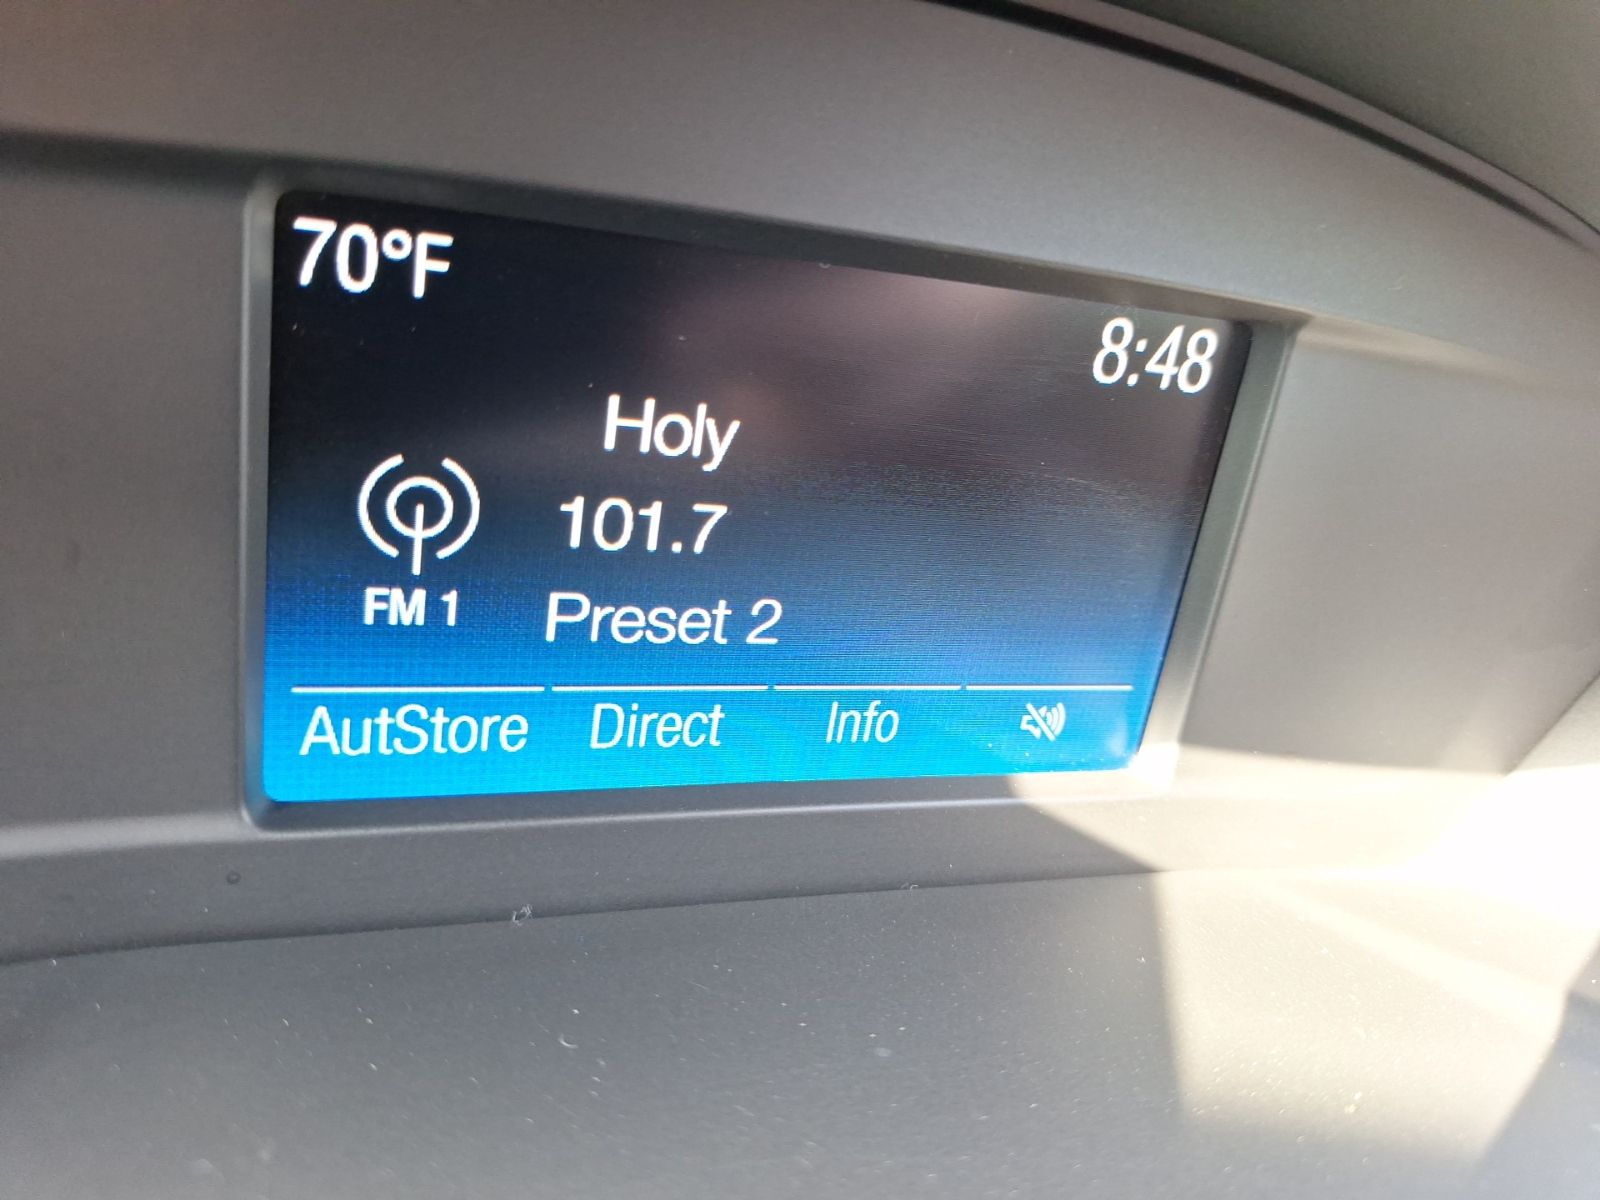 70°F
8:48
Holy
101.7
FM 1
Preset 2
AutStore
Direct
Info